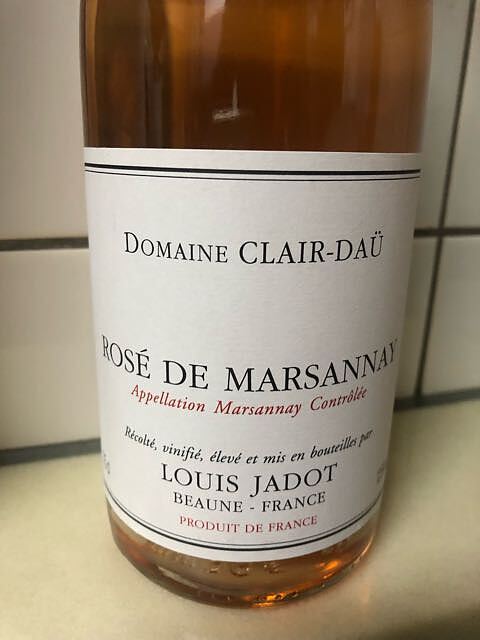 DOMAINE CLAIR-DAÜ
ROSÉ DE MARSANNAY
Appellation Marsannay Contrôlée
Récolté, vinifié, élevé et mis en bouteilles par
LOUIS JADOT
BEAUNE - FRANCE
PRODUIT DE FRANCE